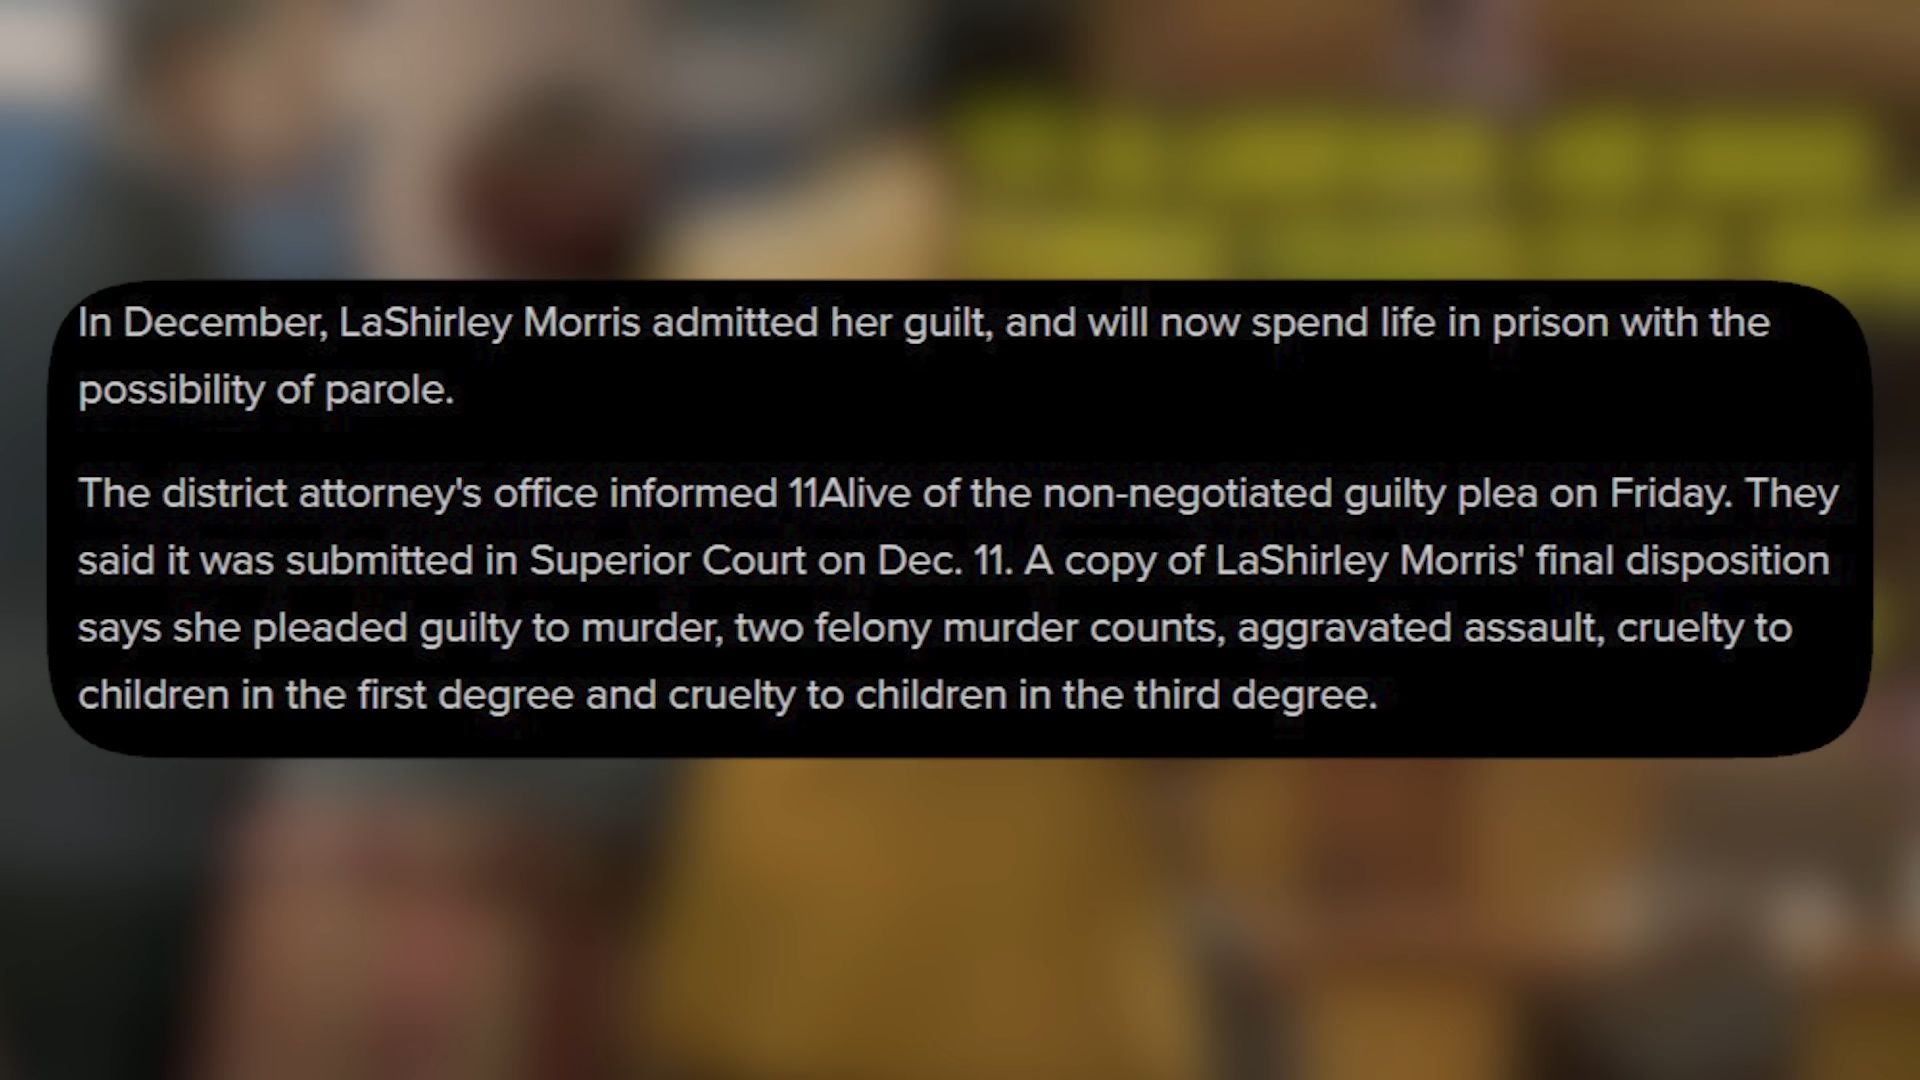 In December, LaShirley Morris admitted her guilt, and will now spend life in prison with the
possibility of parole.
The district attorney's office informed 11Alive of the non-negotiated guilty plea on Friday. They
said it was submitted in Superior Court on Dec. 11. A copy of LaShirley Morris' final disposition
says she pleaded guilty to murder, two felony murder counts, aggravated assault, cruelty to
children in the first degree and cruelty to children in the third degree.